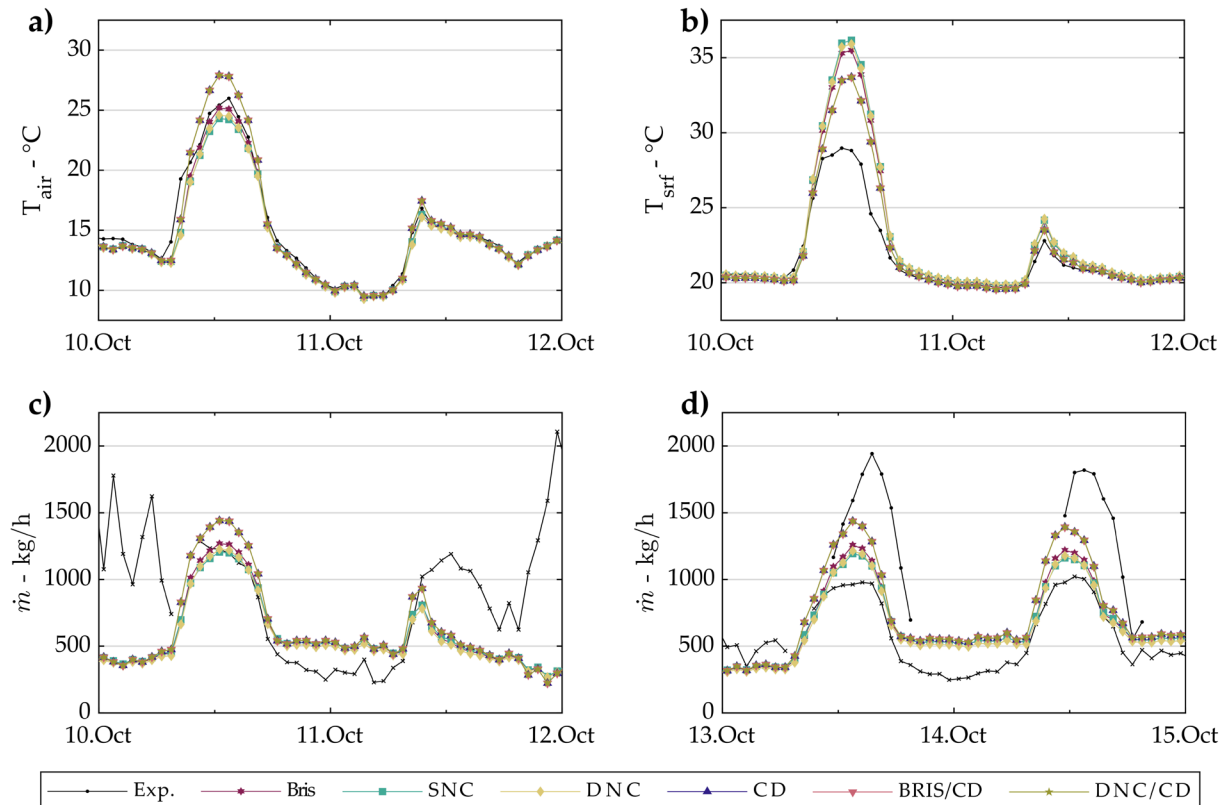 a)
T_air - °C
30
25
20
15
10
10.Oct 11.Oct 12.Oct
b)
T_srf - °C
35
30
25
20
10.Oct 11.Oct 12.Oct
c)
ṁ - kg/h
2000
1500
1000
500
0
10.Oct 11.Oct 12.Oct
d)
ṁ - kg/h
2000
1500
1000
500
0
13.Oct 14.Oct 15.Oct
Exp. Bris SNC DNC CD BRIS/CD DNC/CD